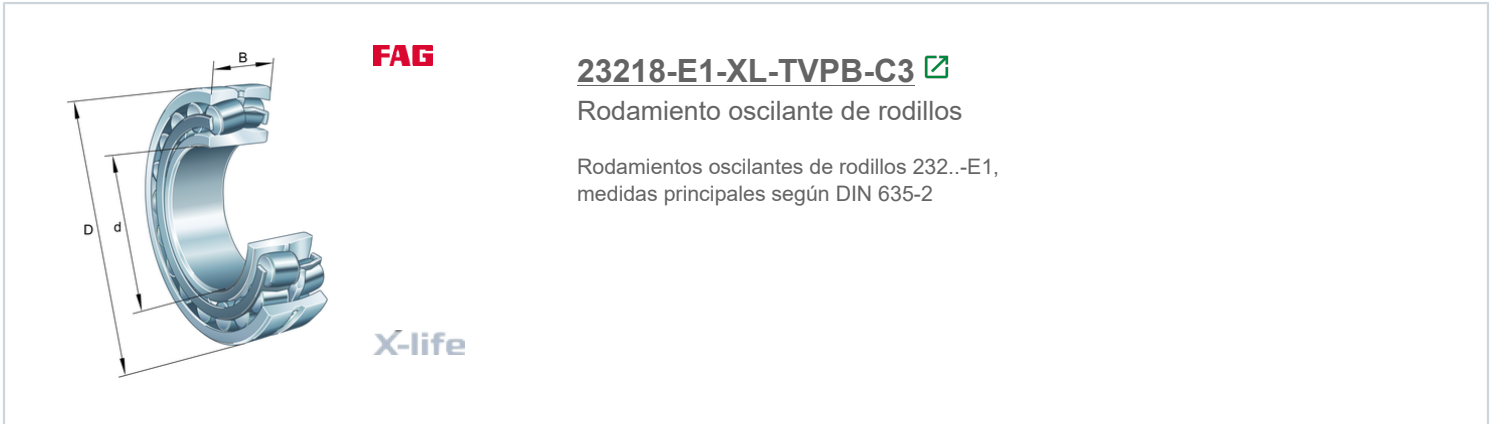 B
FAG
23218-E1-XL-TVPB-C3
Rodamiento oscilante de rodillos
Rodamientos oscilantes de rodillos 232..-E1,
medidas principales según DIN 635-2
D
d
X-life